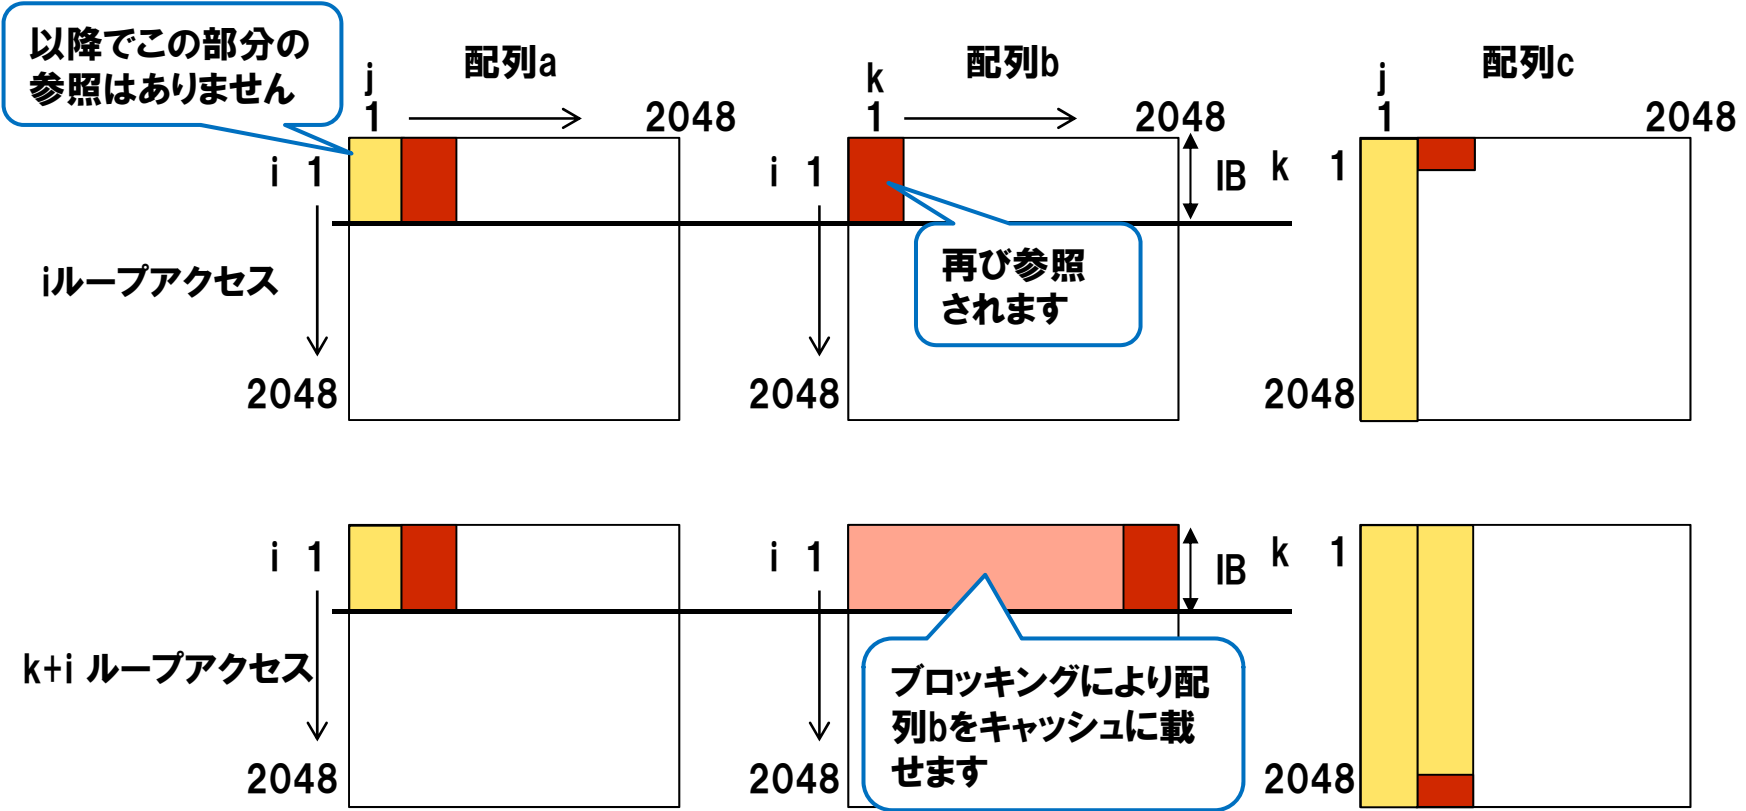 以降でこの部分の
参照はありません
配列a
配列b
配列c
j
1
2048
k
1
2048
j
1
2048
i 1
i 1
IB
k 1
再び参照
されます
iループアクセス
2048
2048
2048
i 1
i 1
IB
k 1
k+i ループアクセス
ブロッキングにより配
列bをキャッシュに載
せます
2048
2048
2048